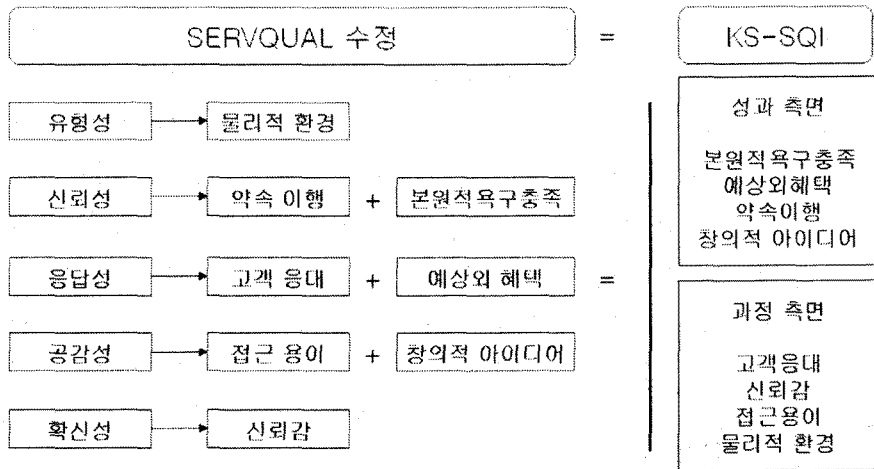 SERVQUAL 수정 = KS-SQI
유형성 물리적 환경
신뢰성 약속 이행 + 본원적욕구충족
응답성 고객 응대 + 예상외 혜택 =
공감성 접근 용이 + 창의적 아이디어
확신성 신뢰감
성과 측면
본원적욕구충족
예상외혜택
약속이행
창의적 아이디어
과정 측면
고객응대
신뢰감
접근용이
물리적 환경